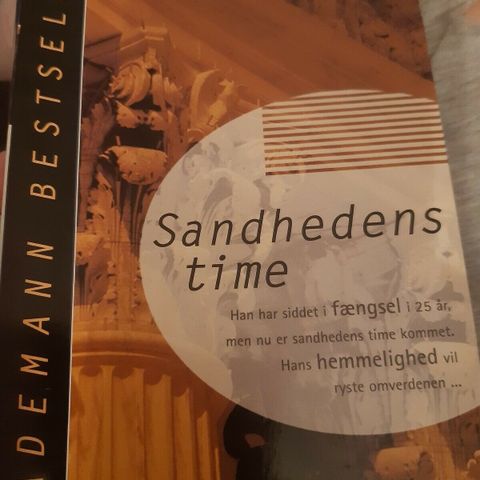 DEMANN BESTSEL
Sandhedens
time
Han har siddet i fængsel i 25 år,
men nu er sandhedens time kommet.
Hans hemmelighed vil
ryste omverdenen ...